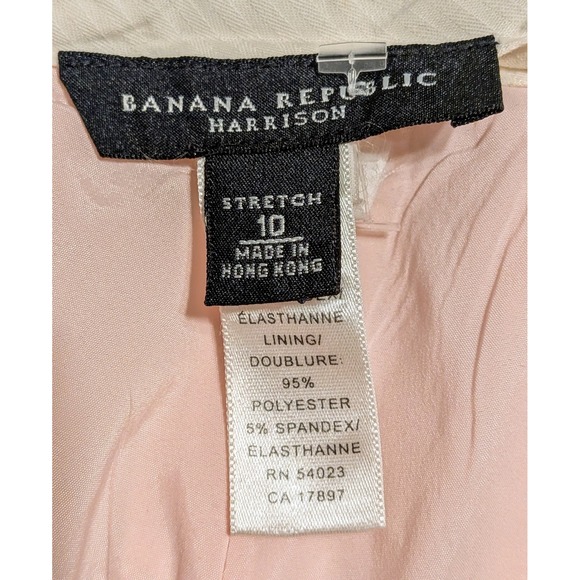 BANANA REPUBLIC
HARRISON
STRETCH
10
MADE IN
HONG KONG
ÉLASTHANNE
LINING/
DOUBLURE:
95%
POLYESTER
5% SPANDEX/
ÉLASTHANNE
RN 54023
CA 17897